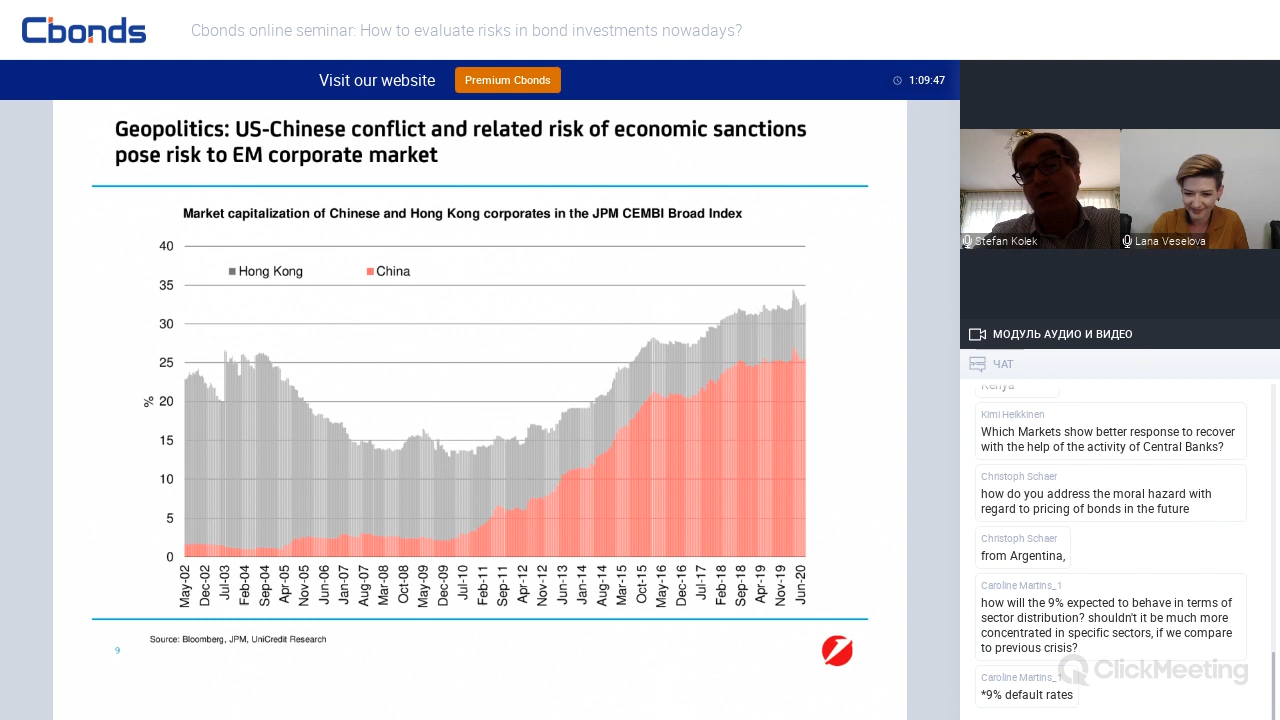 Cbonds
Cbonds online seminar: How to evaluate risks in bond investments nowadays?
Visit our website
Premium Cbonds
1:09:47
Geopolitics: US-Chinese conflict and related risk of economic sanctions
pose risk to EM corporate market
Market capitalization of Chinese and Hong Kong corporates in the JPM CEMBI Broad Index
40
35
30
25
20
15
10
5
0
%
Hong Kong
China
May-02
Dec-02
Jul-03
Feb-04
Sep-04
Apr-05
Nov-05
Jun-06
Jan-07
Aug-07
Mar-08
Oct-08
May-09
Dec-09
Jul-10
Feb-11
Sep-11
Apr-12
Nov-12
Jun-13
Jan-14
Aug-14
Mar-15
Oct-15
May-16
Dec-16
Jul-17
Feb-18
Sep-18
Apr-19
Nov-19
Jun-20
Source: Bloomberg, JPM, UniCredit Research
9
Stefan Kolek
Lana Veselova
МОДУЛЬ АУДИО И ВИДЕО
ЧАТ
Kenya
Kimi Heikkinen
Which Markets show better response to recover
with the help of the activity of Central Banks?
Christoph Schaer
how do you address the moral hazard with
regard to pricing of bonds in the future
Christoph Schaer
from Argentina,
Caroline Martins_1
how will the 9% expected to behave in terms of
sector distribution? shouldn't it be much more
concentrated in specific sectors, if we compare
to previous crisis?
Caroline Martins_1
*9% default rates
ClickMeeting